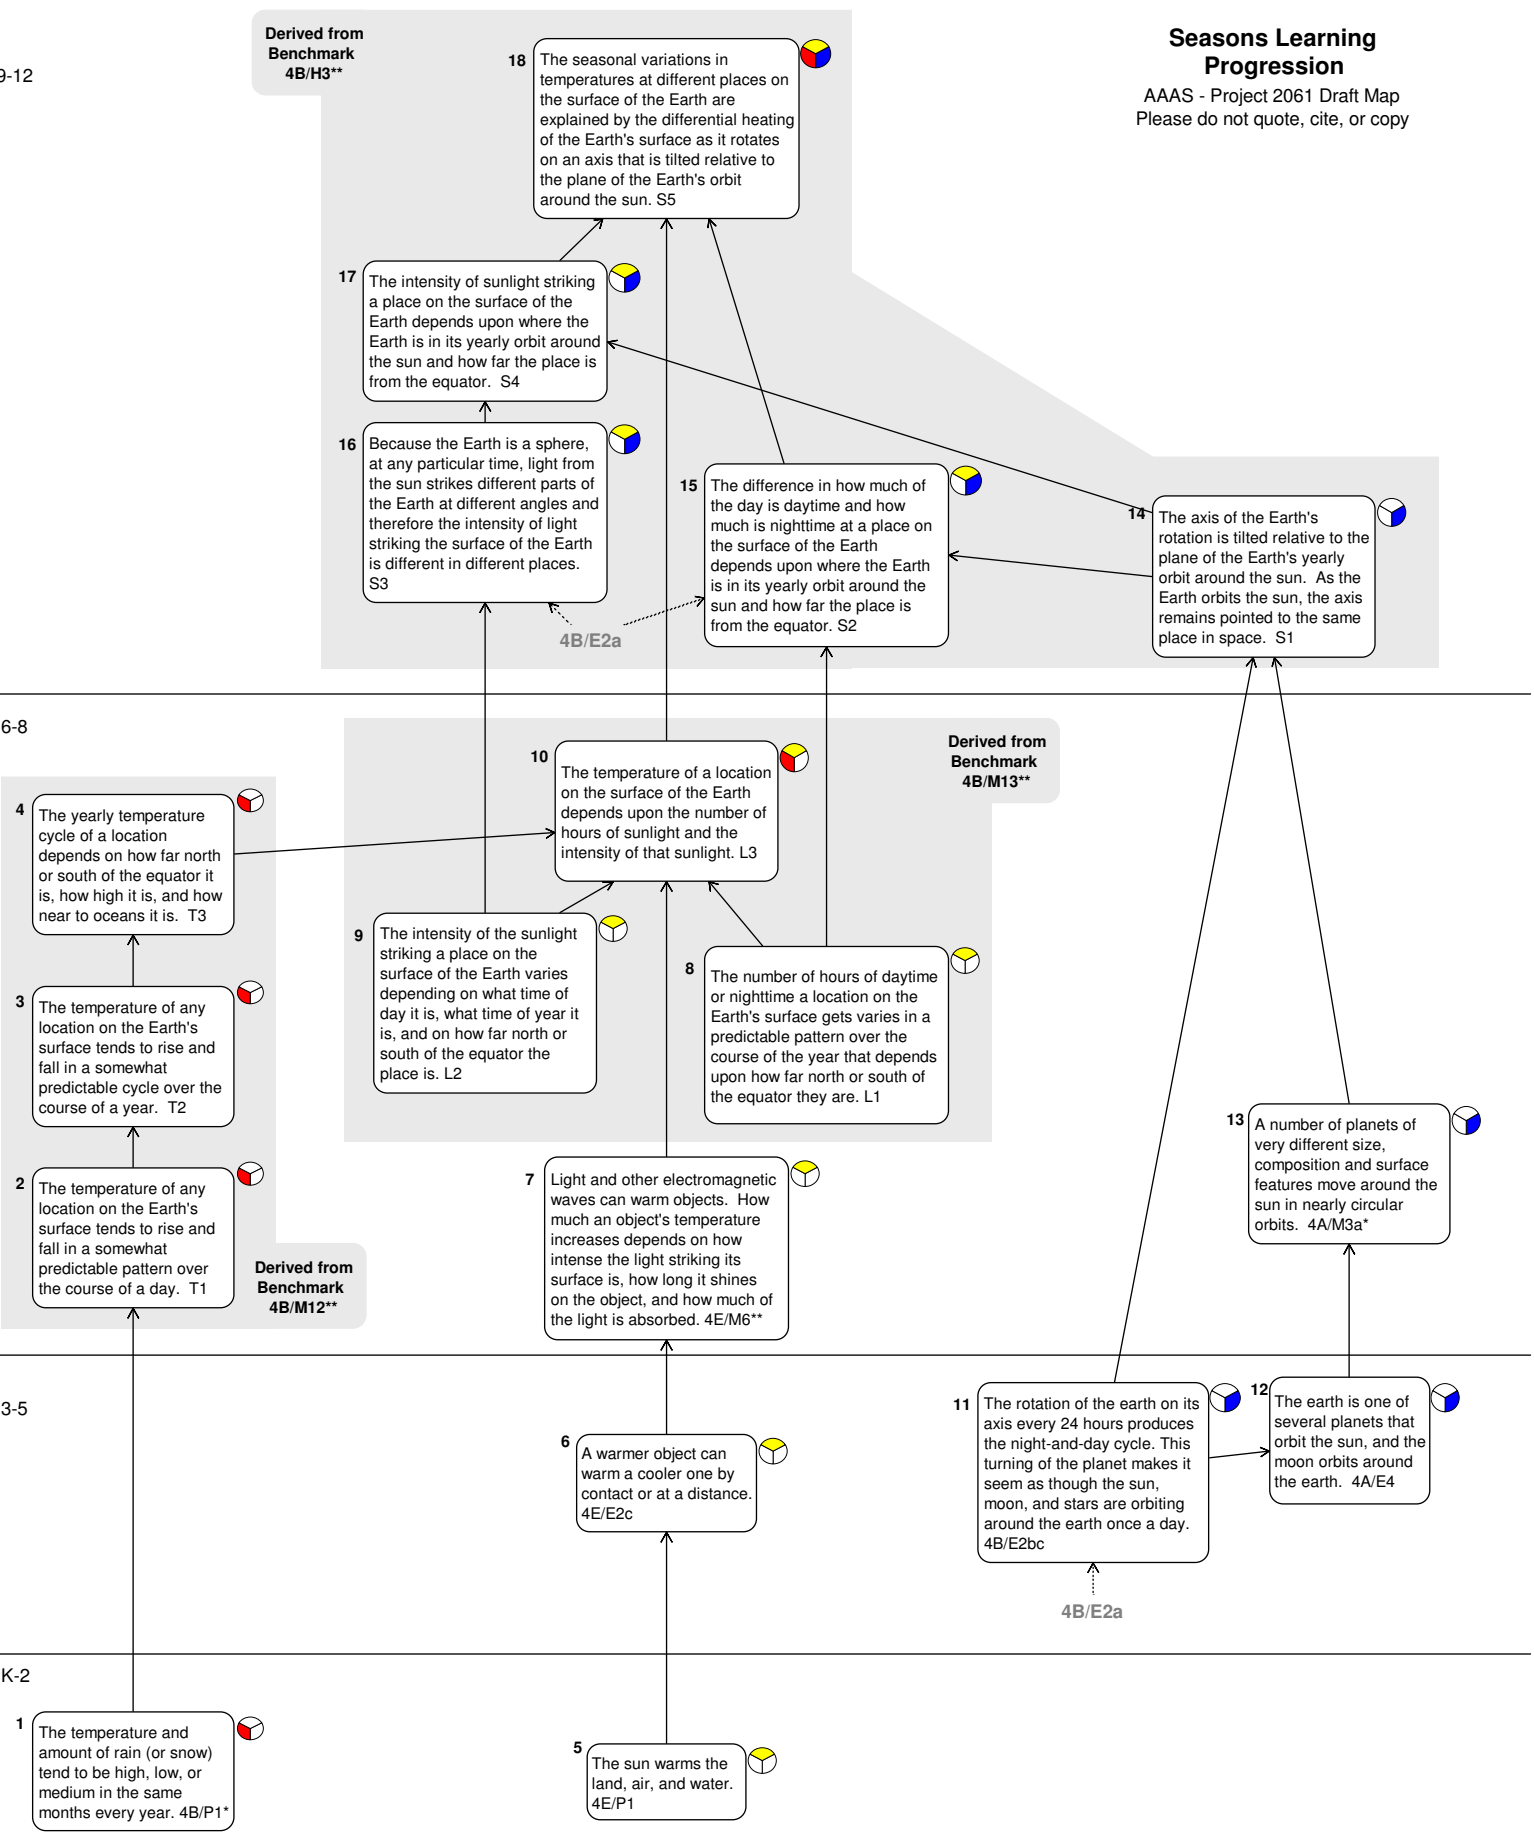 Seasons Learning
Progression
AAAS - Project 2061 Draft Map
Please do not quote, cite, or copy
9-12
Derived from
Benchmark
4B/H3**
18
The seasonal variations in
temperatures at different places on
the surface of the Earth are
explained by the differential heating
of the Earth's surface as it rotates
on an axis that is tilted relative to
the plane of the Earth's orbit
around the sun. S5
17
The intensity of sunlight striking
a place on the surface of the
Earth depends upon where the
Earth is in its yearly orbit around
the sun and how far the place is
from the equator. S4
16
Because the Earth is a sphere,
at any particular time, light from
the sun strikes different parts of
the Earth at different angles and
therefore the intensity of light
striking the surface of the Earth
is different in different places.
S3
15
The difference in how much of
the day is daytime and how
much is nighttime at a place on
the surface of the Earth
depends upon where the Earth
is in its yearly orbit around the
sun and how far the place is
from the equator. S2
14
The axis of the Earth's
rotation is tilted relative to the
plane of the Earth's yearly
orbit around the sun. As the
Earth orbits the sun, the axis
remains pointed to the same
place in space. S1
4B/E2a
6-8
10
The temperature of a location
on the surface of the Earth
depends upon the number of
hours of sunlight and the
intensity of that sunlight. L3
Derived from
Benchmark
4B/M13**
4
The yearly temperature
cycle of a location
depends on how far north
or south of the equator it
is, how high it is, and how
near to oceans it is. T3
9
The intensity of the sunlight
striking a place on the
surface of the Earth varies
depending on what time of
day it is, what time of year it
is, and on how far north or
south of the equator the
place is. L2
8
The number of hours of daytime
or nighttime a location on the
Earth's surface gets varies in a
predictable pattern over the
course of the year that depends
upon how far north or south of
the equator they are. L1
3
The temperature of any
location on the Earth's
surface tends to rise and
fall in a somewhat
predictable cycle over the
course of a year. T2
2
The temperature of any
location on the Earth's
surface tends to rise and
fall in a somewhat
predictable pattern over
the course of a day. T1
Derived from
Benchmark
4B/M12**
7
Light and other electromagnetic
waves can warm objects. How
much an object's temperature
increases depends on how
intense the light striking its
surface is, how long it shines
on the object, and how much of
the light is absorbed. 4E/M6**
13
A number of planets of
very different size,
composition and surface
features move around the
sun in nearly circular
orbits. 4A/M3a*
3-5
6
A warmer object can
warm a cooler one by
contact or at a distance.
4E/E2c
11
The rotation of the earth on its
axis every 24 hours produces
the night-and-day cycle. This
turning of the planet makes it
seem as though the sun,
moon, and stars are orbiting
around the earth once a day.
4B/E2bc
12
The earth is one of
several planets that
orbit the sun, and the
moon orbits around
the earth. 4A/E4
4B/E2a
K-2
1
The temperature and
amount of rain (or snow)
tend to be high, low, or
medium in the same
months every year. 4B/P1*
5
The sun warms the
land, air, and water.
4E/P1